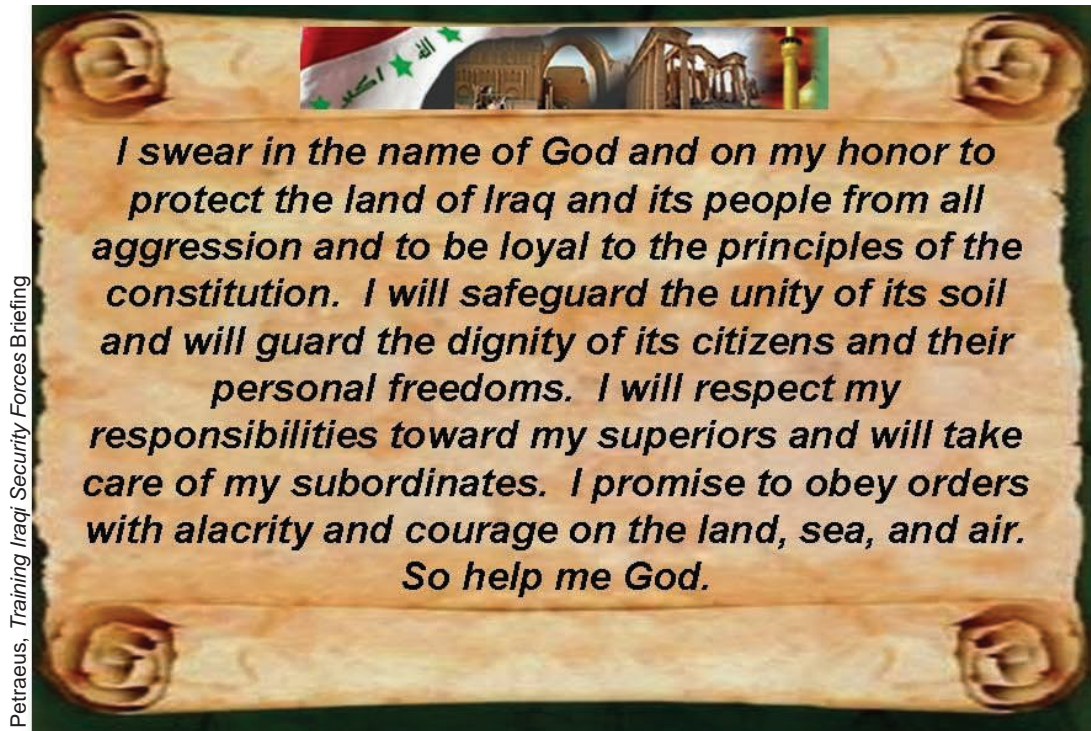 الله اكبر
I swear in the name of God and on my honor to
protect the land of Iraq and its people from all
aggression and to be loyal to the principles of the
constitution.  I will safeguard the unity of its soil
and will guard the dignity of its citizens and their
personal freedoms.  I will respect my
responsibilities toward my superiors and will take
care of my subordinates.  I promise to obey orders
with alacrity and courage on the land, sea, and air.
So help me God.
Petraeus, Training Iraqi Security Forces Briefing